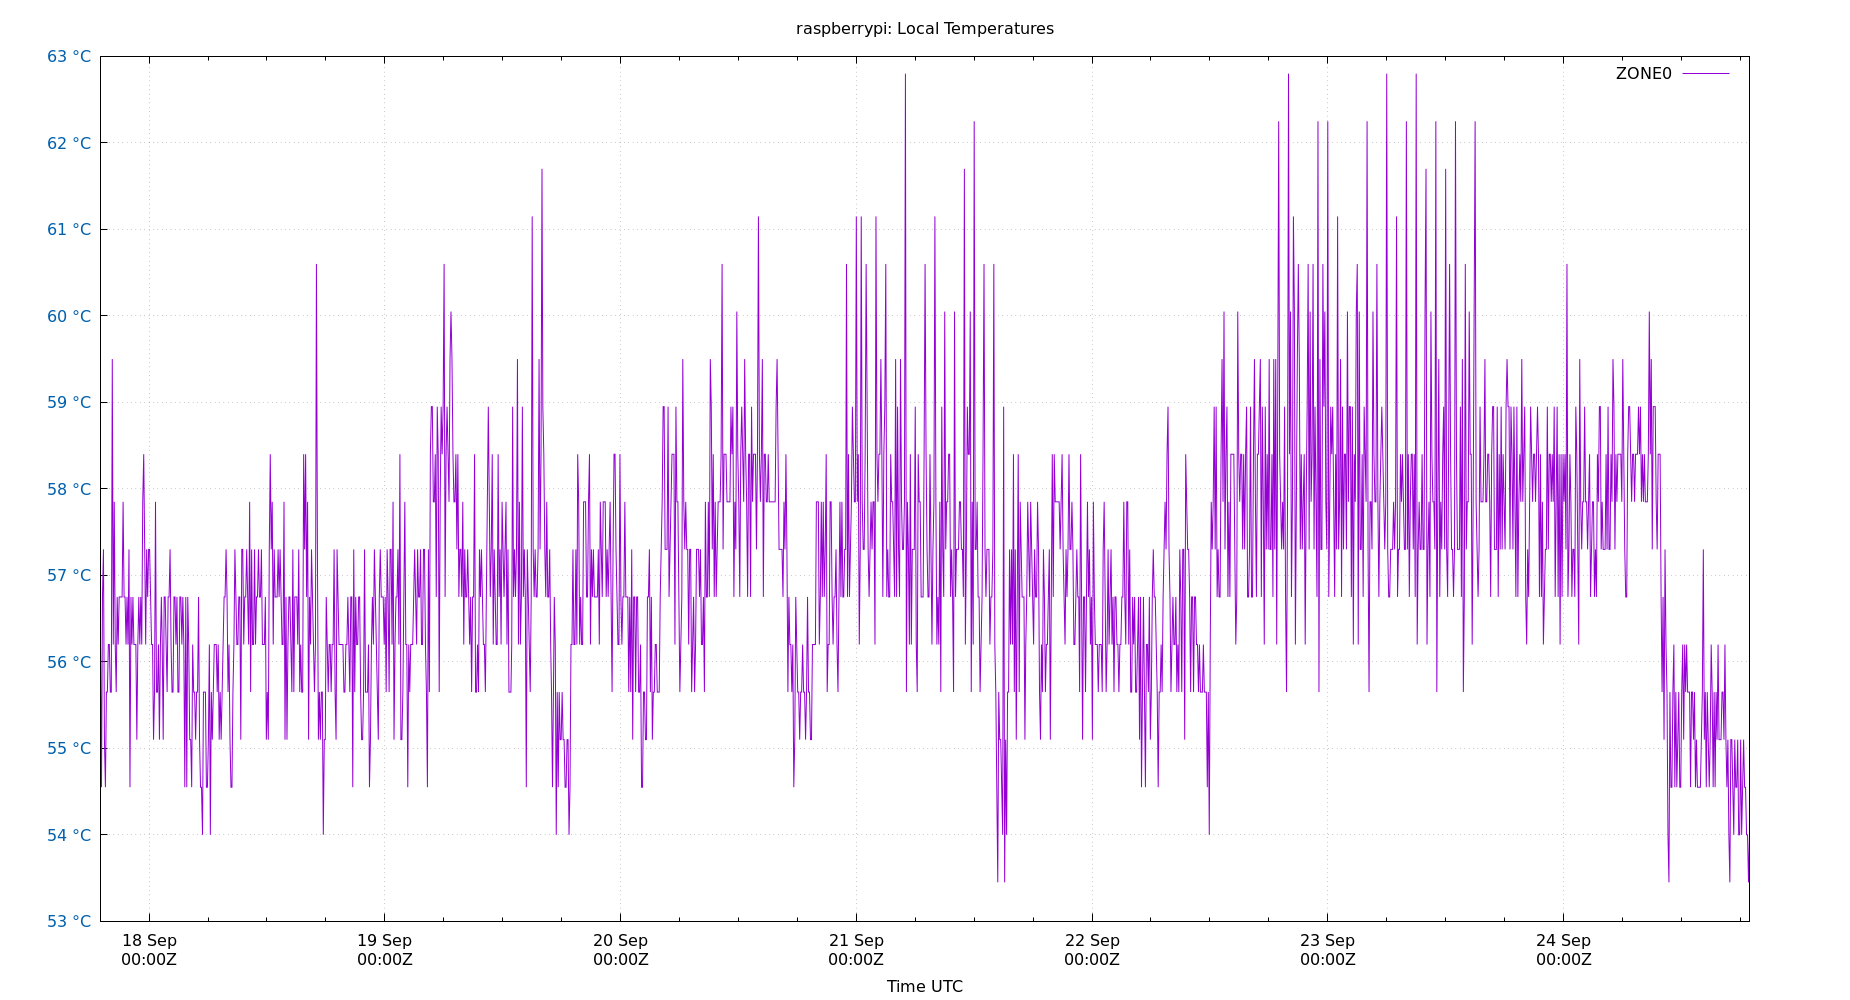 raspberrypi: Local Temperatures
63 °C
ZONE0
62 °C
61 °C
60 °C
59 °C
58 °C
57 °C
56 °C
55 °C
54 °C
53 °C
18 Sep 19 Sep 20 Sep 21 Sep 22 Sep 23 Sep 24 Sep
00:00Z 00:00Z 00:00Z 00:00Z 00:00Z 00:00Z 00:00Z
Time UTC